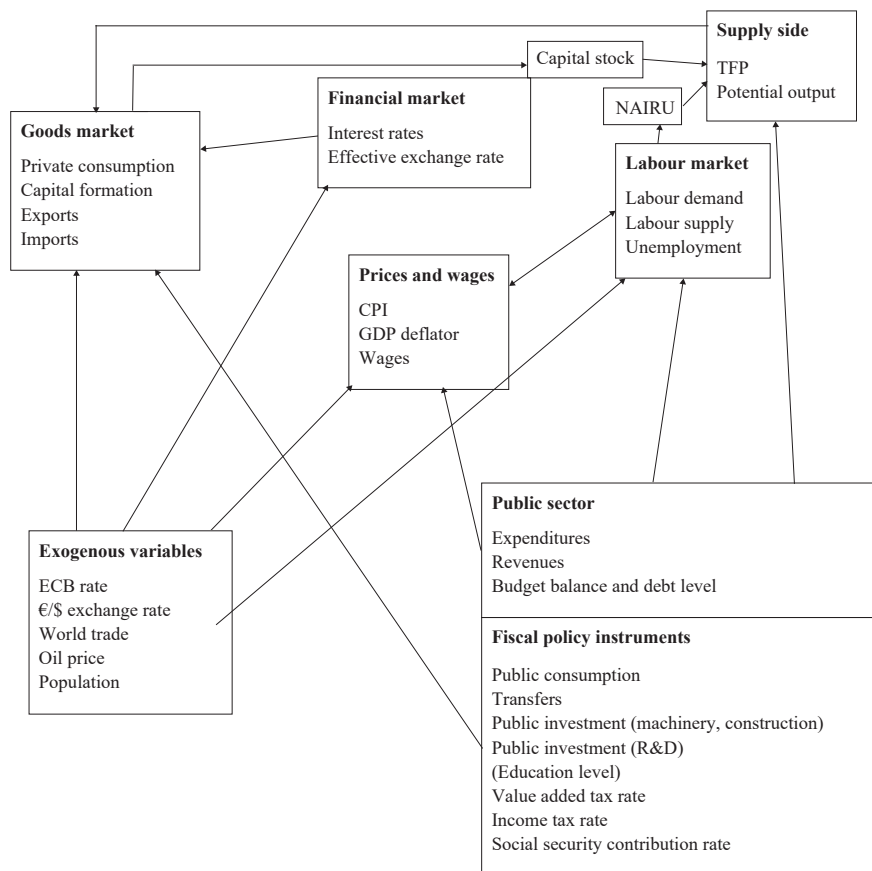 Supply side
TFP
Potential output
Capital stock
NAIRU
Financial market
Interest rates
Effective exchange rate
Goods market
Private consumption
Capital formation
Exports
Imports
Labour market
Labour demand
Labour supply
Unemployment
Prices and wages
CPI
GDP deflator
Wages
Public sector
Expenditures
Revenues
Budget balance and debt level
Exogenous variables
ECB rate
€/$ exchange rate
World trade
Oil price
Population
Fiscal policy instruments
Public consumption
Transfers
Public investment (machinery, construction)
Public investment (R&D)
(Education level)
Value added tax rate
Income tax rate
Social security contribution rate